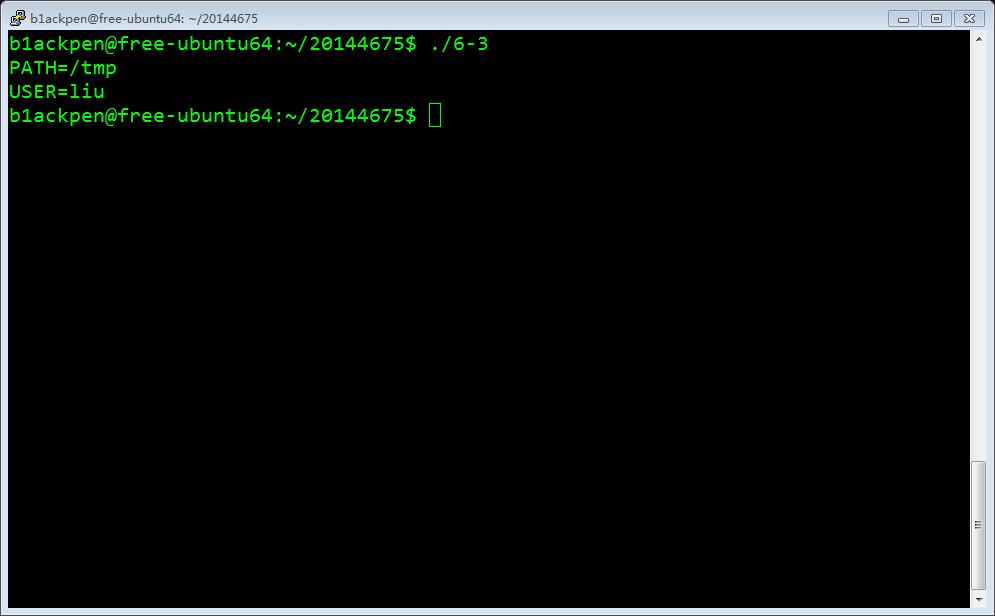 b1ackpen@free-ubuntu64: ~/20144675
b1ackpen@free-ubuntu64:~/20144675$ ./6-3
PATH=/tmp
USER=liu
b1ackpen@free-ubuntu64:~/20144675$